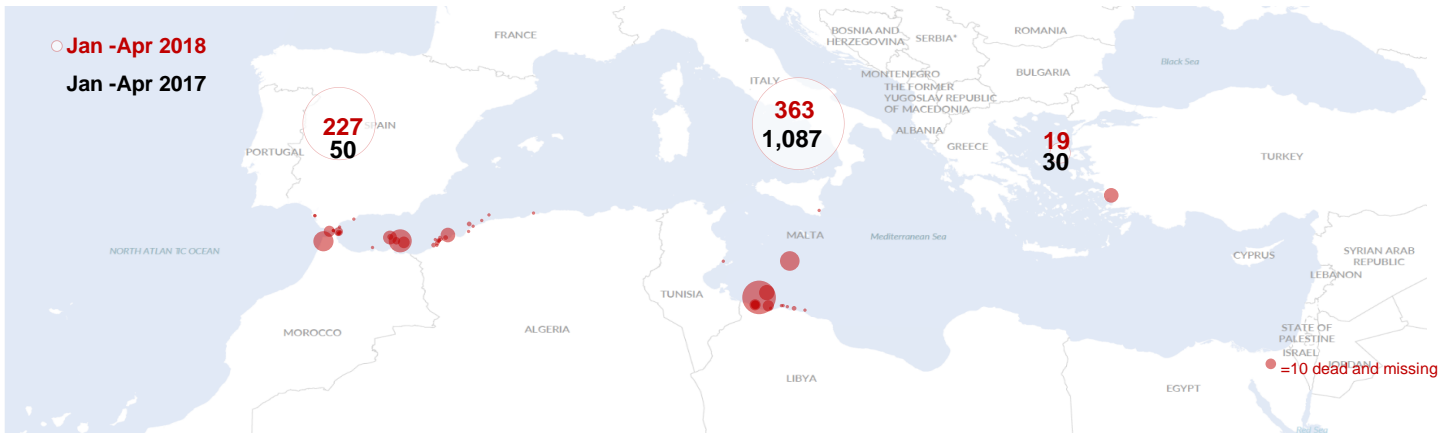 Jan -Apr 2018
Jan -Apr 2017
FRANCE
BOSNIA AND
HERZEGOVINA
SERBIA*
ROMANIA
Black Sea
ITALY
MONTENEGRO
BULGARIA
THE FORMER
YUGOSLAV REPUBLIC
OF MACEDONIA
227
50
SPAIN
363
1,087
ALBANIA
GREECE
19
30
PORTUGAL
TURKEY
NORTH ATLANTIC OCEAN
MALTA
Mediterranean Sea
CYPRUS
SYRIAN ARAB
REPUBLIC
LEBANON
TUNISIA
MOROCCO
ALGERIA
STATE OF
PALESTINE
ISRAEL
JORDAN
=10 dead and missing
LIBYA
EGYPT
Red Sea